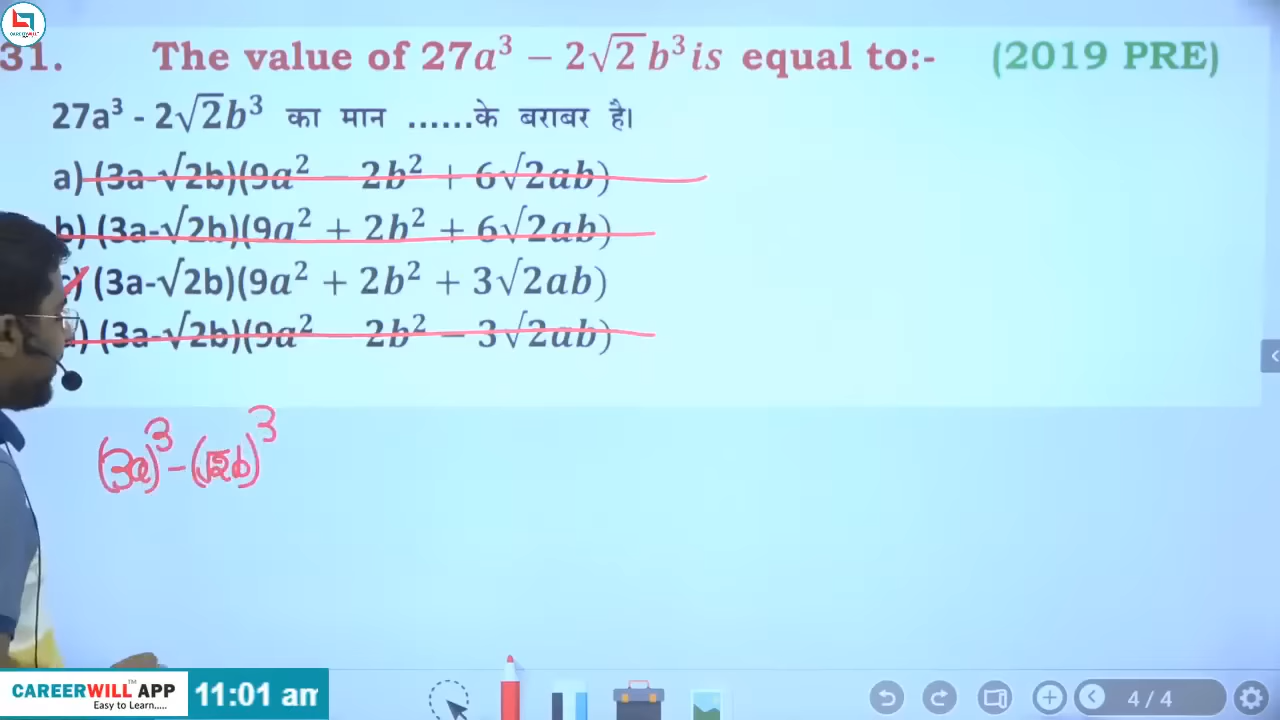 31. The value of 27a³ − 2√2 b³ is equal to:- (2019 PRE)
27a³ - 2√2b³ का मान ......के बराबर है।
a) (3a-√2b)(9a² − 2b² + 6√2ab)
b) (3a-√2b)(9a² + 2b² + 6√2ab)
c) (3a-√2b)(9a² + 2b² + 3√2ab)
d) (3a-√2b)(9a² − 2b² − 3√2ab)
(3a)³ - (√2b)³
CAREERWILL™ APP
Easy to Learn.....
11:01 am
4 / 4
CAREERWILL